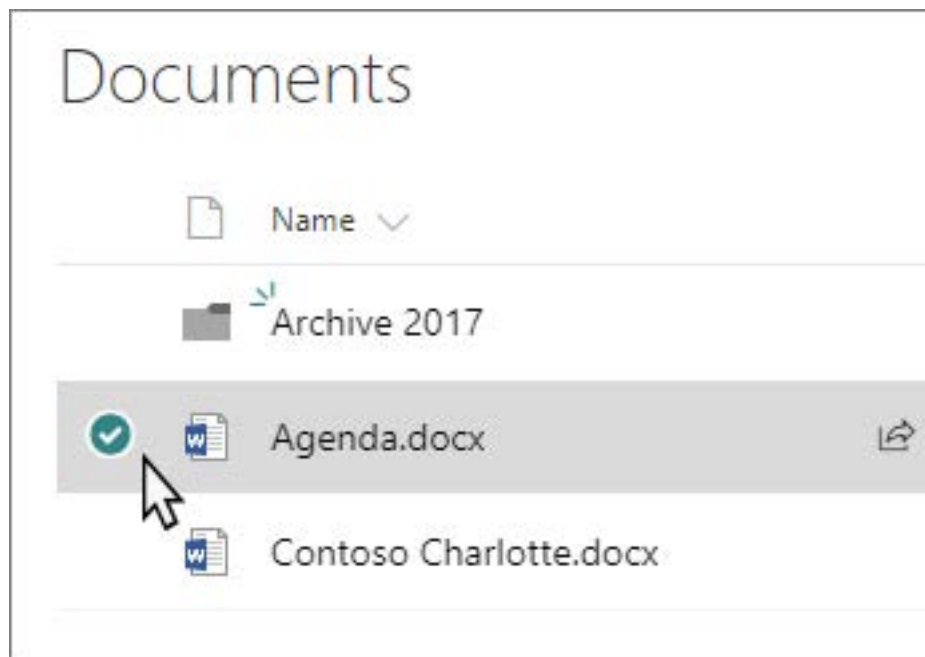 Documents
Name
Archive 2017
Agenda.docx
Contoso Charlotte.docx